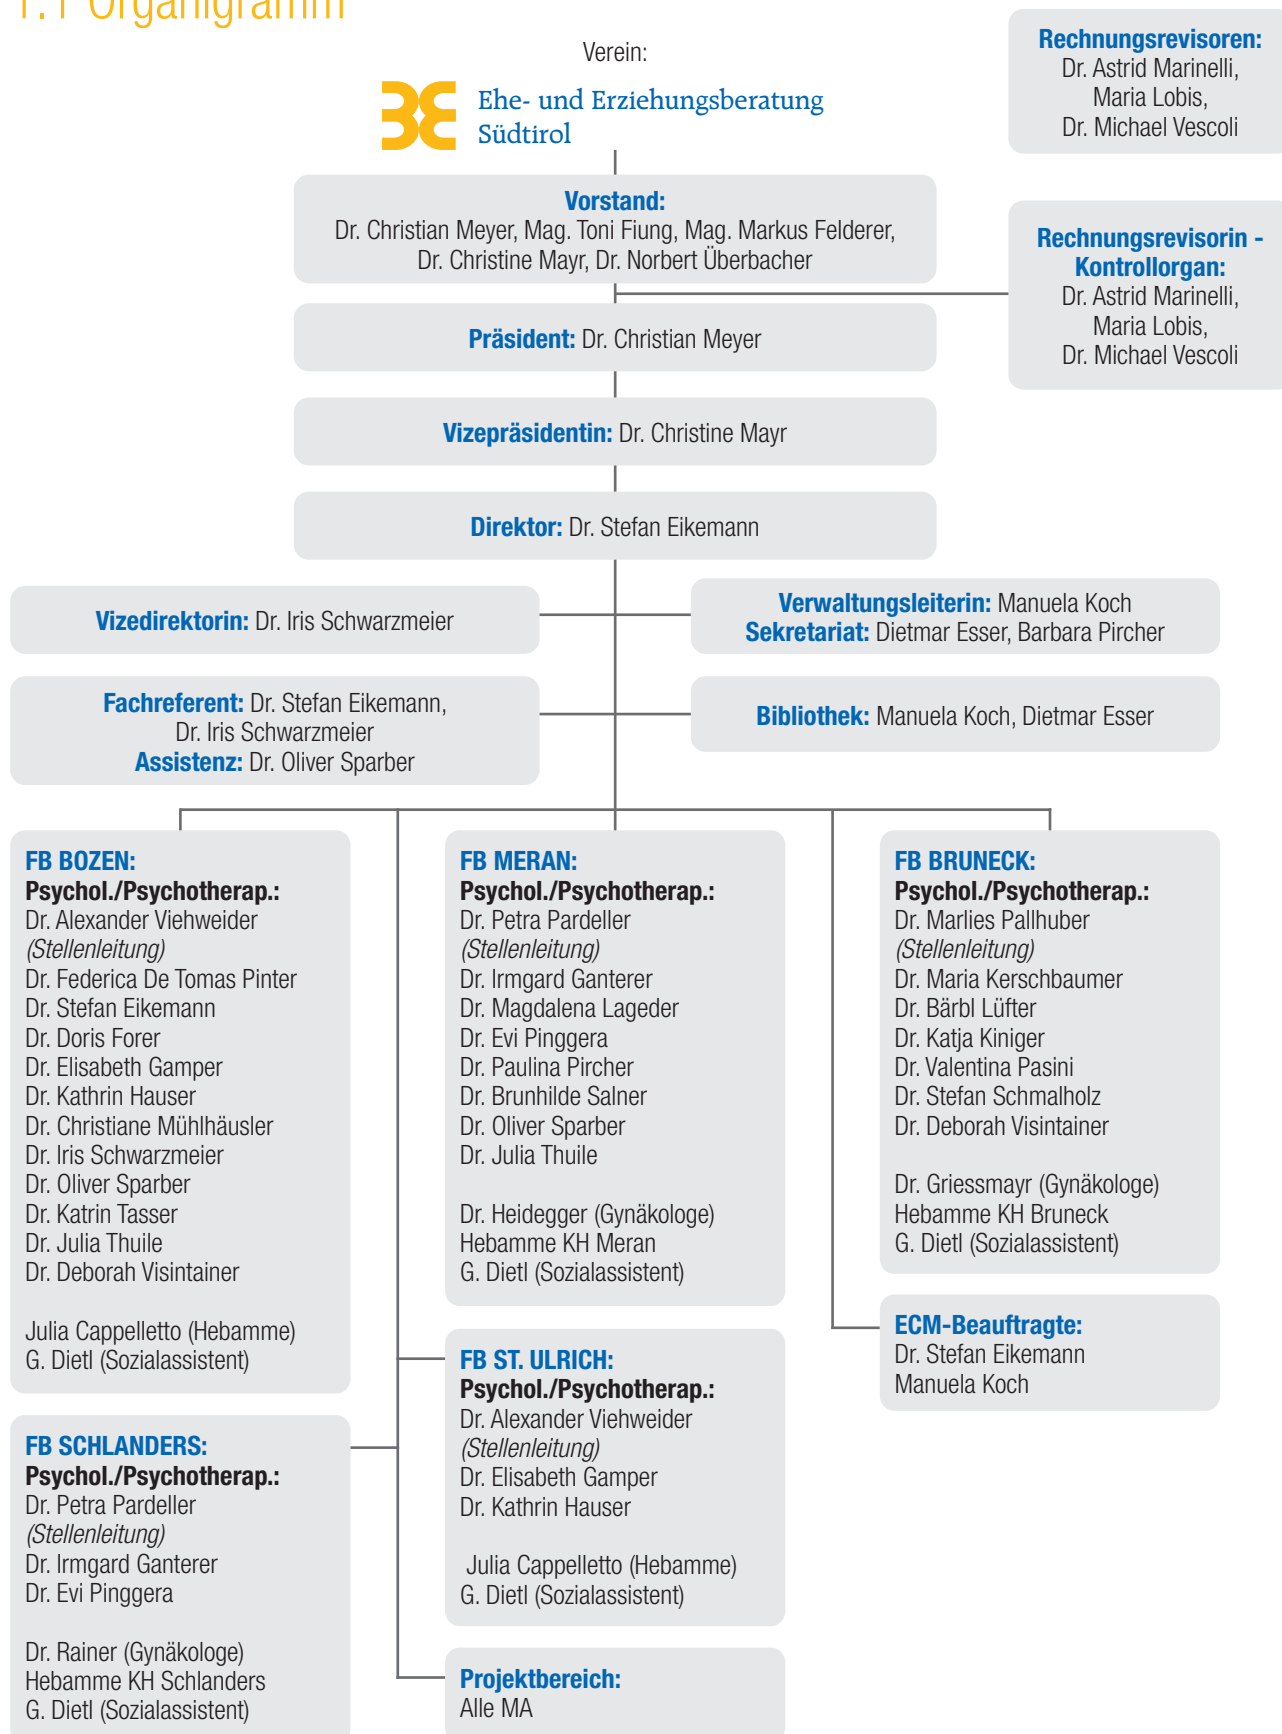 1.1 Organigramm
Verein:
Ehe- und Erziehungsberatung
Südtirol
Rechnungsrevisoren:
Dr. Astrid Marinelli,
Maria Lobis,
Dr. Michael Vescoli
Vorstand:
Dr. Christian Meyer, Mag. Toni Fiung, Mag. Markus Felderer,
Dr. Christine Mayr, Dr. Norbert Überbacher
Rechnungsrevisorin -
Kontrollorgan:
Dr. Astrid Marinelli,
Maria Lobis,
Dr. Michael Vescoli
Präsident: Dr. Christian Meyer
Vizepräsidentin: Dr. Christine Mayr
Direktor: Dr. Stefan Eikemann
Vizedirektorin: Dr. Iris Schwarzmeier
Verwaltungsleiterin: Manuela Koch
Sekretariat: Dietmar Esser, Barbara Pircher
Fachreferent: Dr. Stefan Eikemann,
Dr. Iris Schwarzmeier
Assistenz: Dr. Oliver Sparber
Bibliothek: Manuela Koch, Dietmar Esser
FB BOZEN:
Psychol./Psychotherap.:
Dr. Alexander Viehweider
(Stellenleitung)
Dr. Federica De Tomas Pinter
Dr. Stefan Eikemann
Dr. Doris Forer
Dr. Elisabeth Gamper
Dr. Kathrin Hauser
Dr. Christiane Mühlhäusler
Dr. Iris Schwarzmeier
Dr. Oliver Sparber
Dr. Katrin Tasser
Dr. Julia Thuile
Dr. Deborah Visintainer
Julia Cappelletto (Hebamme)
G. Dietl (Sozialassistent)
FB MERAN:
Psychol./Psychotherap.:
Dr. Petra Pardeller
(Stellenleitung)
Dr. Irmgard Ganterer
Dr. Magdalena Lageder
Dr. Evi Pinggera
Dr. Paulina Pircher
Dr. Brunhilde Salner
Dr. Oliver Sparber
Dr. Julia Thuile
Dr. Heidegger (Gynäkologe)
Hebamme KH Meran
G. Dietl (Sozialassistent)
FB BRUNECK:
Psychol./Psychotherap.:
Dr. Marlies Pallhuber
(Stellenleitung)
Dr. Maria Kerschbaumer
Dr. Bärbl Lüfter
Dr. Katja Kiniger
Dr. Valentina Pasini
Dr. Stefan Schmalholz
Dr. Deborah Visintainer
Dr. Griessmayr (Gynäkologe)
Hebamme KH Bruneck
G. Dietl (Sozialassistent)
FB SCHLANDERS:
Psychol./Psychotherap.:
Dr. Petra Pardeller
(Stellenleitung)
Dr. Irmgard Ganterer
Dr. Evi Pinggera
Dr. Rainer (Gynäkologe)
Hebamme KH Schlanders
G. Dietl (Sozialassistent)
FB ST. ULRICH:
Psychol./Psychotherap.:
Dr. Alexander Viehweider
(Stellenleitung)
Dr. Elisabeth Gamper
Dr. Kathrin Hauser
Julia Cappelletto (Hebamme)
G. Dietl (Sozialassistent)
ECM-Beauftragte:
Dr. Stefan Eikemann
Manuela Koch
Projektbereich:
Alle MA